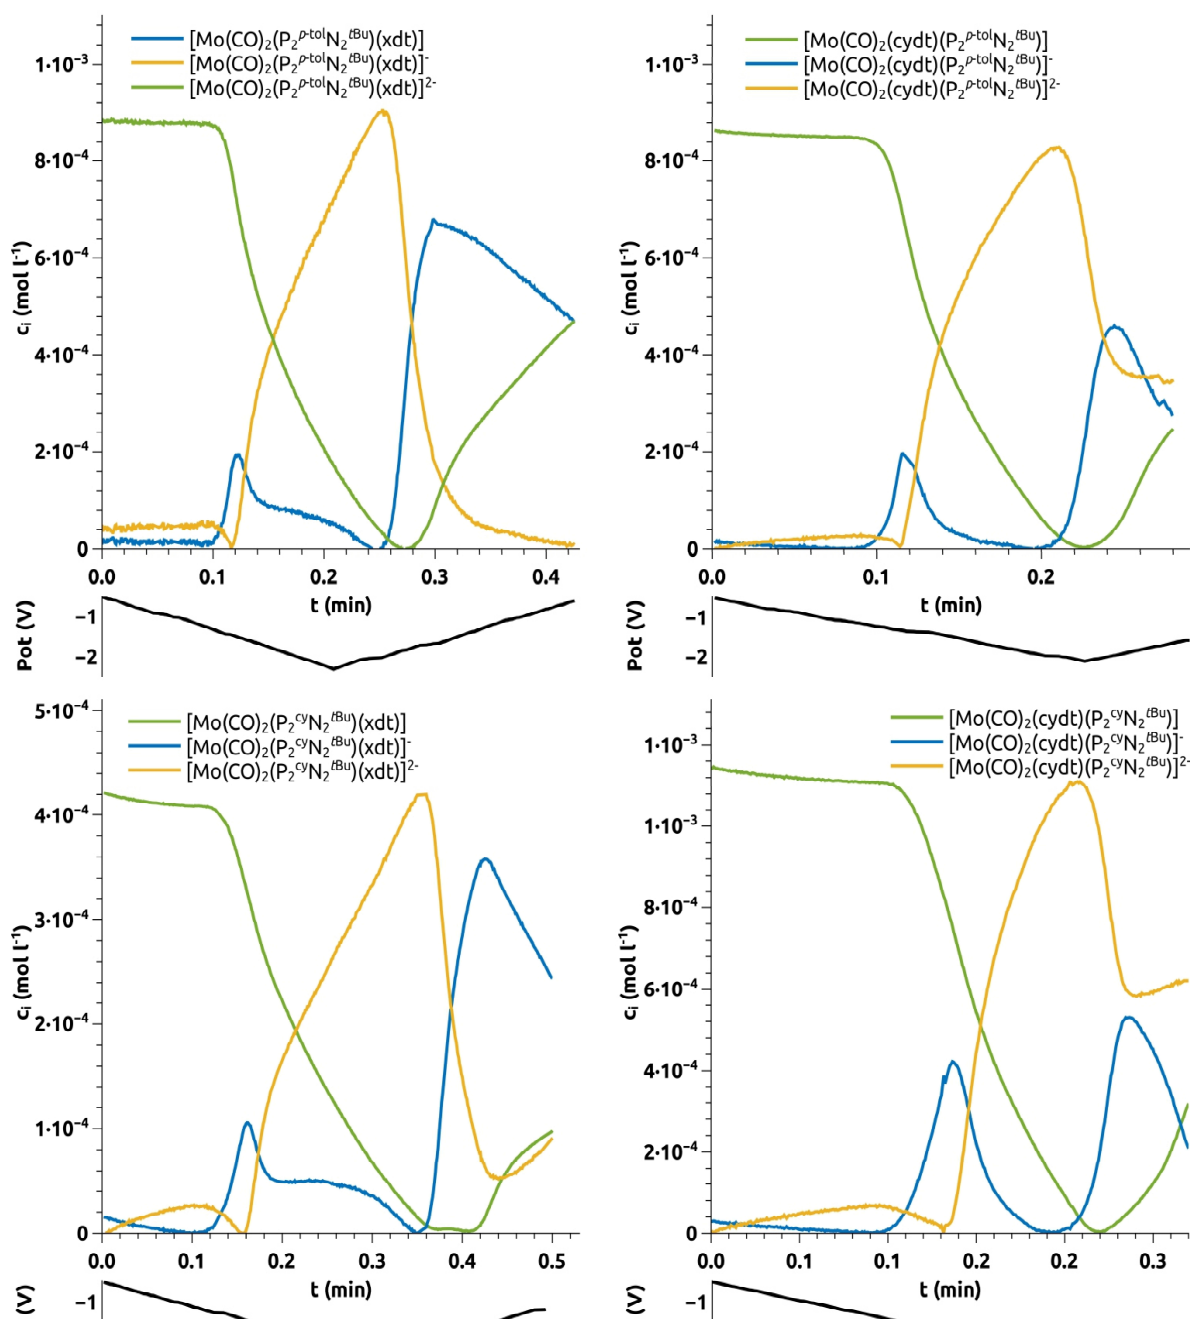 [Mo(CO)₂(P₂ᵖ⁻ᵗᵒˡN₂ᵗᴮᵘ)(xdt)]
[Mo(CO)₂(P₂ᵖ⁻ᵗᵒˡN₂ᵗᴮᵘ)(xdt)]⁻
[Mo(CO)₂(P₂ᵖ⁻ᵗᵒˡN₂ᵗᴮᵘ)(xdt)]²⁻
1·10⁻³
8·10⁻⁴
6·10⁻⁴
4·10⁻⁴
2·10⁻⁴
0
cᵢ (mol l⁻¹)
0.0 0.1 0.2 0.3 0.4
t (min)
Pot (V)
−1
−2
[Mo(CO)₂(cydt)(P₂ᵖ⁻ᵗᵒˡN₂ᵗᴮᵘ)]
[Mo(CO)₂(cydt)(P₂ᵖ⁻ᵗᵒˡN₂ᵗᴮᵘ)]⁻
[Mo(CO)₂(cydt)(P₂ᵖ⁻ᵗᵒˡN₂ᵗᴮᵘ)]²⁻
1·10⁻³
8·10⁻⁴
6·10⁻⁴
4·10⁻⁴
2·10⁻⁴
0
cᵢ (mol l⁻¹)
0.0 0.1 0.2
t (min)
Pot (V)
−1
−2
[Mo(CO)₂(P₂ᶜʸN₂ᵗᴮᵘ)(xdt)]
[Mo(CO)₂(P₂ᶜʸN₂ᵗᴮᵘ)(xdt)]⁻
[Mo(CO)₂(P₂ᶜʸN₂ᵗᴮᵘ)(xdt)]²⁻
5·10⁻⁴
4·10⁻⁴
3·10⁻⁴
2·10⁻⁴
1·10⁻⁴
0
cᵢ (mol l⁻¹)
0.0 0.1 0.2 0.3 0.4 0.5
t (min)
(V)
−1
[Mo(CO)₂(cydt)(P₂ᶜʸN₂ᵗᴮᵘ)]
[Mo(CO)₂(cydt)(P₂ᶜʸN₂ᵗᴮᵘ)]⁻
[Mo(CO)₂(cydt)(P₂ᶜʸN₂ᵗᴮᵘ)]²⁻
1·10⁻³
1·10⁻³
8·10⁻⁴
6·10⁻⁴
4·10⁻⁴
2·10⁻⁴
0
cᵢ (mol l⁻¹)
0.0 0.1 0.1 0.2 0.2 0.3
t (min)
(V)
−1